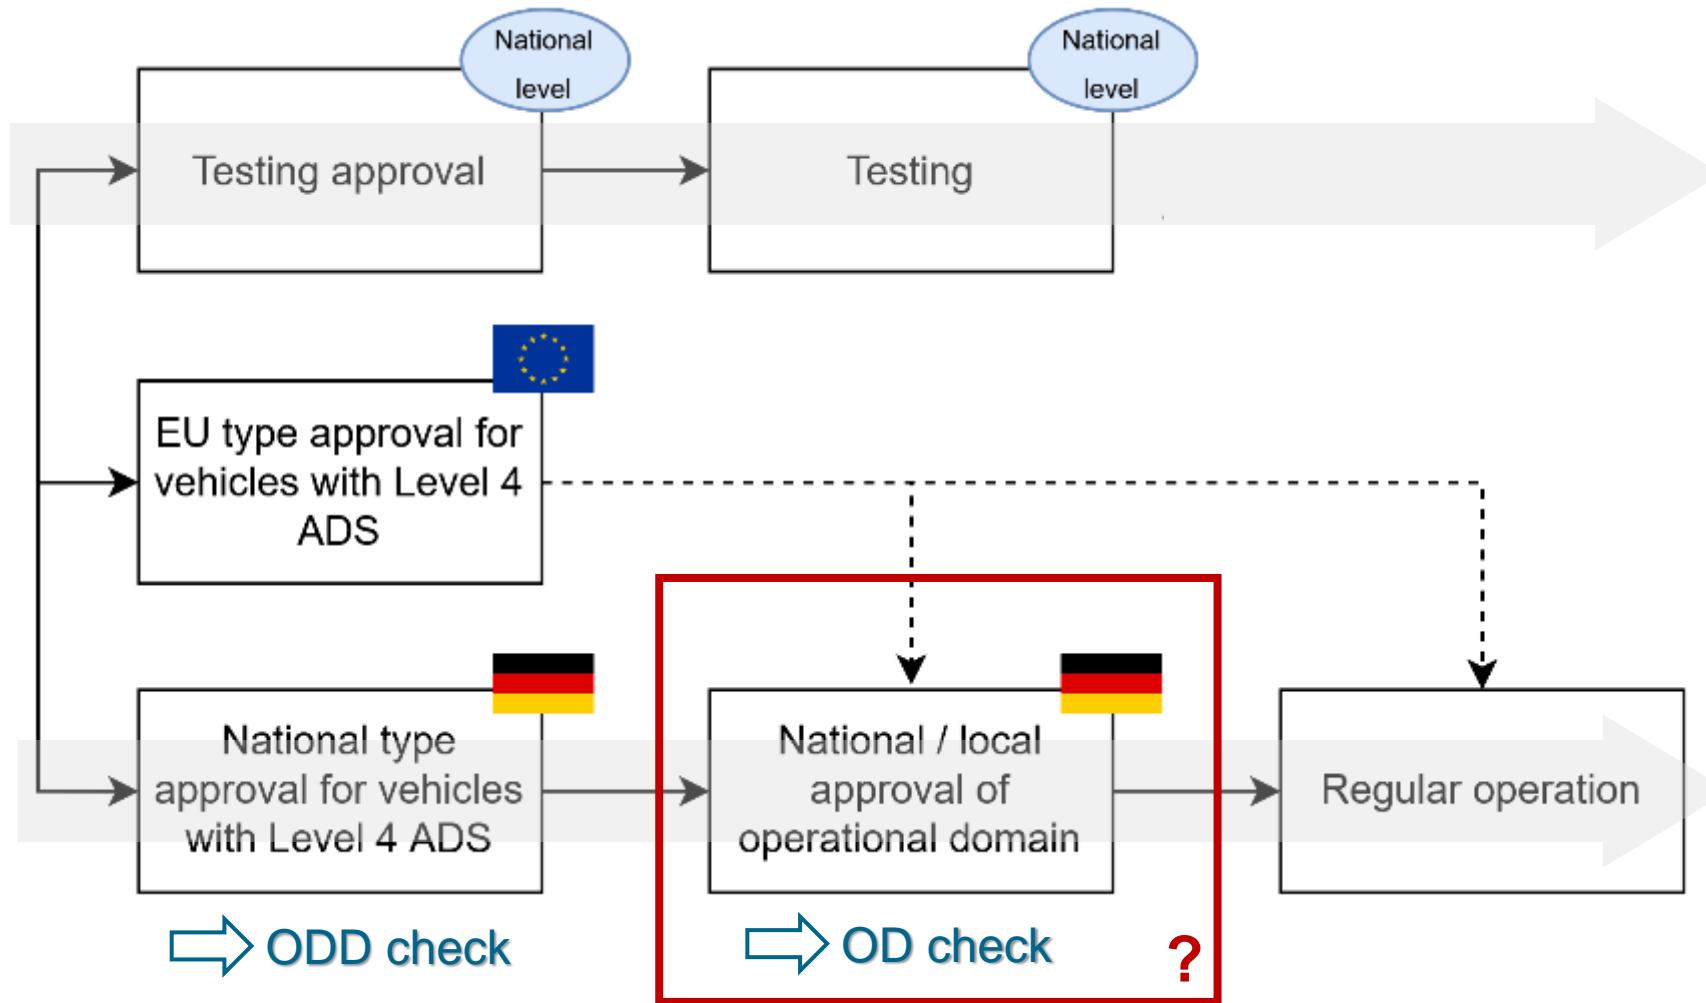 National
level
National
level
Testing approval
Testing
EU type approval for
vehicles with Level 4
ADS
National type
approval for vehicles
with Level 4 ADS
National / local
approval of
operational domain
Regular operation
ODD check
OD check
?